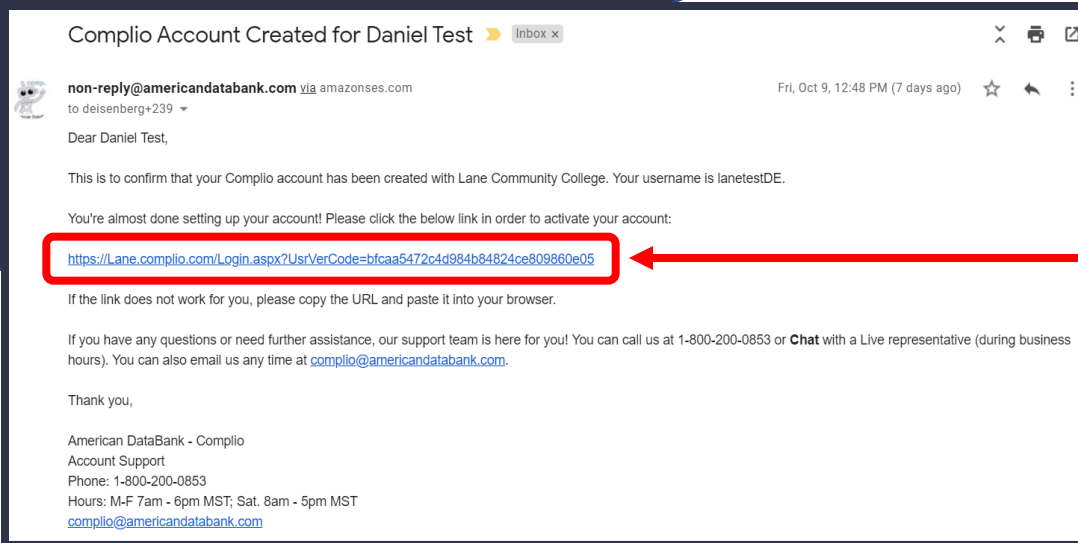 Complio Account Created for Daniel Test Inbox x
non-reply@americandatabank.com via amazonses.com Fri, Oct 9, 12:48 PM (7 days ago)
to deisenberg+239
Dear Daniel Test,
This is to confirm that your Complio account has been created with Lane Community College. Your username is lanetestDE.
You're almost done setting up your account! Please click the below link in order to activate your account:
https://Lane.complio.com/Login.aspx?UsrVerCode=bfcaa5472c4d984b84824ce809860e05
If the link does not work for you, please copy the URL and paste it into your browser.
If you have any questions or need further assistance, our support team is here for you! You can call us at 1-800-200-0853 or Chat with a Live representative (during business
hours). You can also email us any time at complio@americandatabank.com.
Thank you,
American DataBank - Complio
Account Support
Phone: 1-800-200-0853
Hours: M-F 7am - 6pm MST; Sat. 8am - 5pm MST
complio@americandatabank.com